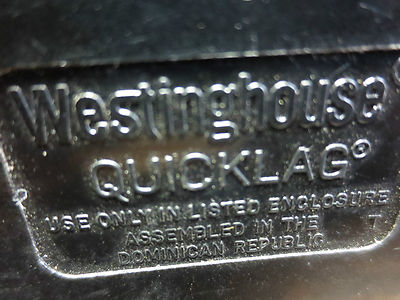 Westinghouse
QUICKLAG®
USE ONLY IN LISTED ENCLOSURE
ASSEMBLED IN THE T
DOMINICAN REPUBLIC